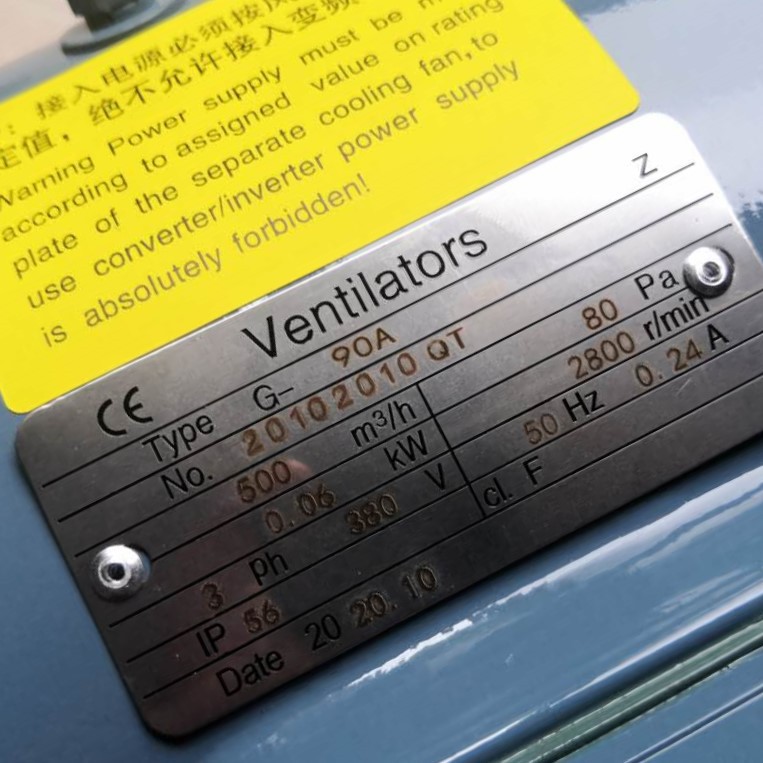 : 接入电源必须按风
定值，绝不允许接入变频
Warning Power supply must be
according to assigned value on rating
plate of the separate cooling fan,to
use converter/inverter power supply
is absolutely forbidden!
Z
Ventilators
CE Type G- 90A 80 Pa
No. 20102010 QT 2800 r/min
500 m³/h 50 Hz 0.24 A
0.06 kW cl. F
3 ph 380 V
IP 56
Date 20 20.10